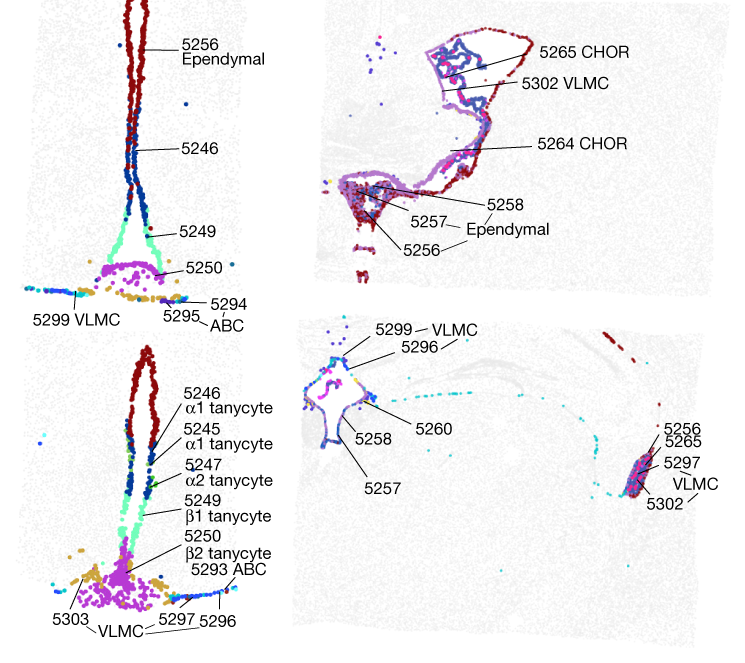 5256
Ependymal
5246
5249
5250
5294
5295
ABC
5299 VLMC
5265 CHOR
5302 VLMC
5264 CHOR
5258
5257
Ependymal
5256
5246
α1 tanycyte
5245
α1 tanycyte
5247
α2 tanycyte
5249
β1 tanycyte
5250
β2 tanycyte
5293 ABC
5303
5297
5296
VLMC
5299
VLMC
5296
5260
5258
5257
5256
5265
5297
VLMC
5302